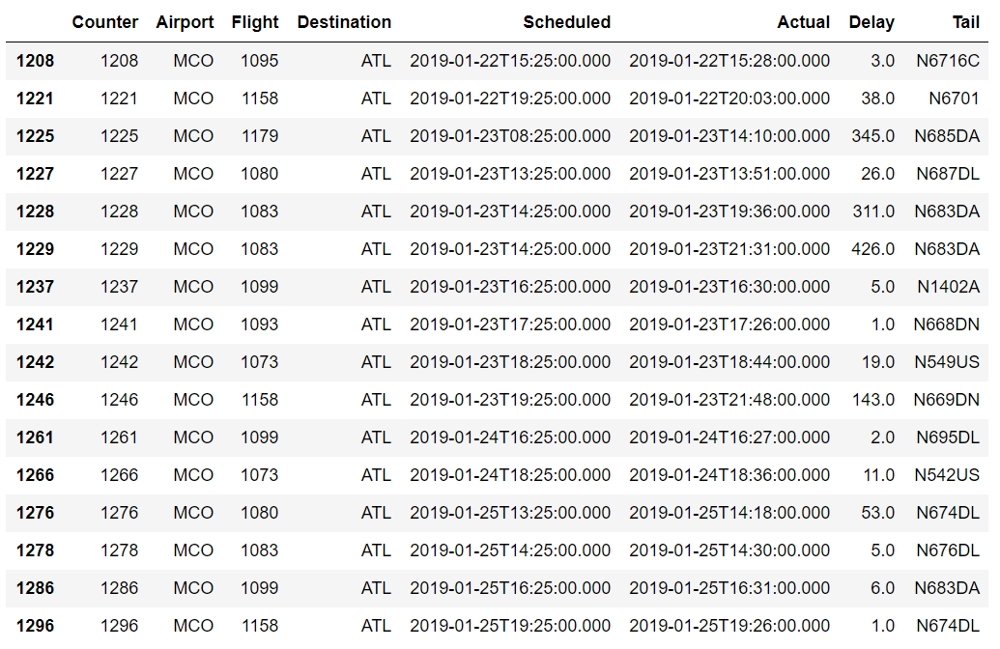 Counter Airport Flight Destination Scheduled Actual Delay Tail
1208 1208 MCO 1095 ATL 2019-01-22T15:25:00.000 2019-01-22T15:28:00.000 3.0 N6716C
1221 1221 MCO 1158 ATL 2019-01-22T19:25:00.000 2019-01-22T20:03:00.000 38.0 N6701
1225 1225 MCO 1179 ATL 2019-01-23T08:25:00.000 2019-01-23T14:10:00.000 345.0 N685DA
1227 1227 MCO 1080 ATL 2019-01-23T13:25:00.000 2019-01-23T13:51:00.000 26.0 N687DL
1228 1228 MCO 1083 ATL 2019-01-23T14:25:00.000 2019-01-23T19:36:00.000 311.0 N683DA
1229 1229 MCO 1083 ATL 2019-01-23T14:25:00.000 2019-01-23T21:31:00.000 426.0 N683DA
1237 1237 MCO 1099 ATL 2019-01-23T16:25:00.000 2019-01-23T16:30:00.000 5.0 N1402A
1241 1241 MCO 1093 ATL 2019-01-23T17:25:00.000 2019-01-23T17:26:00.000 1.0 N668DN
1242 1242 MCO 1073 ATL 2019-01-23T18:25:00.000 2019-01-23T18:44:00.000 19.0 N549US
1246 1246 MCO 1158 ATL 2019-01-23T19:25:00.000 2019-01-23T21:48:00.000 143.0 N669DN
1261 1261 MCO 1099 ATL 2019-01-24T16:25:00.000 2019-01-24T16:27:00.000 2.0 N695DL
1266 1266 MCO 1073 ATL 2019-01-24T18:25:00.000 2019-01-24T18:36:00.000 11.0 N542US
1276 1276 MCO 1080 ATL 2019-01-25T13:25:00.000 2019-01-25T14:18:00.000 53.0 N674DL
1278 1278 MCO 1083 ATL 2019-01-25T14:25:00.000 2019-01-25T14:30:00.000 5.0 N676DL
1286 1286 MCO 1099 ATL 2019-01-25T16:25:00.000 2019-01-25T16:31:00.000 6.0 N683DA
1296 1296 MCO 1158 ATL 2019-01-25T19:25:00.000 2019-01-25T19:26:00.000 1.0 N674DL